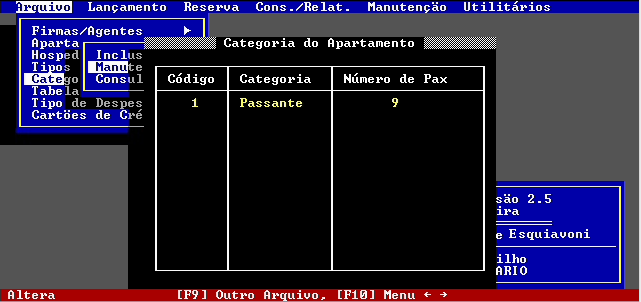 Arquivo Lançamento Reserva Cons./Relat. Manutenção Utilitários
Firmas/Agentes ►
Aparta
Hosped
Tipos
Catego
Tabela
Tipo de Despes
Cartões de Cré
Inclus
Manute
Consul
Categoria do Apartamento
Código Categoria Número de Pax
1 Passante 9
são 2.5
ira
e Esquiavoni
ilho
ARIO
Altera [F9] Outro Arquivo, [F10] Menu ← →